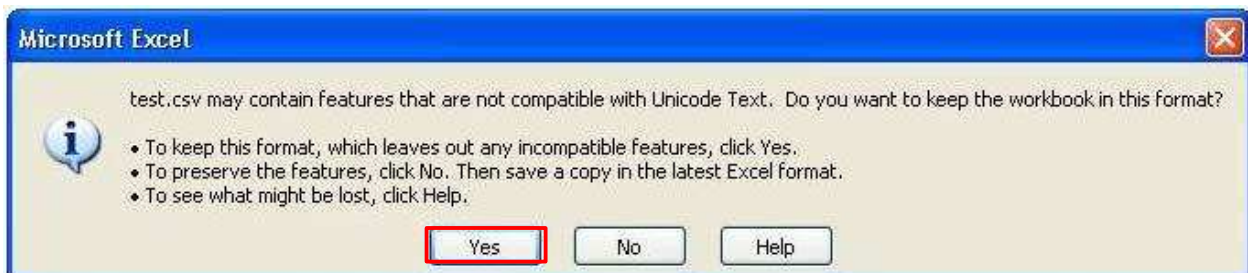 Microsoft Excel
test.csv may contain features that are not compatible with Unicode Text. Do you want to keep the workbook in this format?
• To keep this format, which leaves out any incompatible features, click Yes.
• To preserve the features, click No. Then save a copy in the latest Excel format.
• To see what might be lost, click Help.
Yes No Help